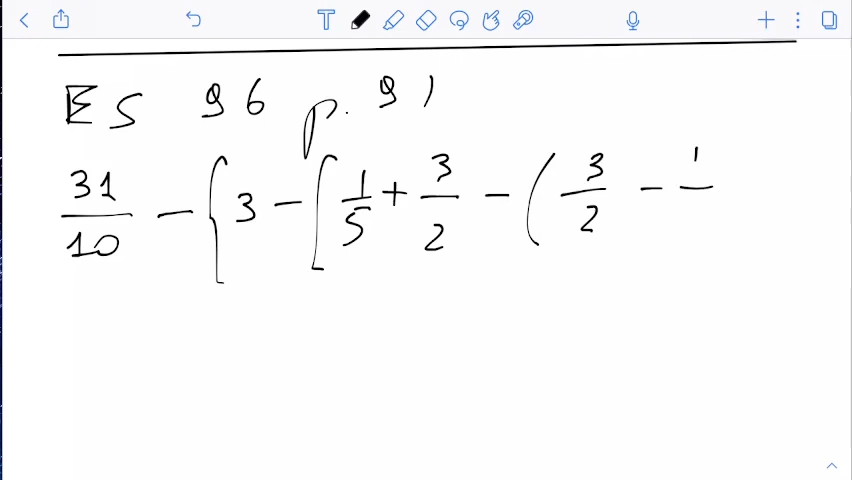 ES 96 p. 91
31/10 - { 3 - [ 1/5 + 3/2 - ( 3/2 - 1/